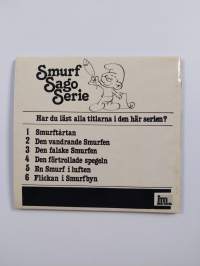 Smurf
Sago
Serie
Har du läst alla titlarna i den här serien?
1 Smurftårtan
2 Den vandrande Smurfen
3 Den falske Smurfen
4 Den förtrollade spegeln
5 En Smurf i luften
6 Flickan i Smurfbyn